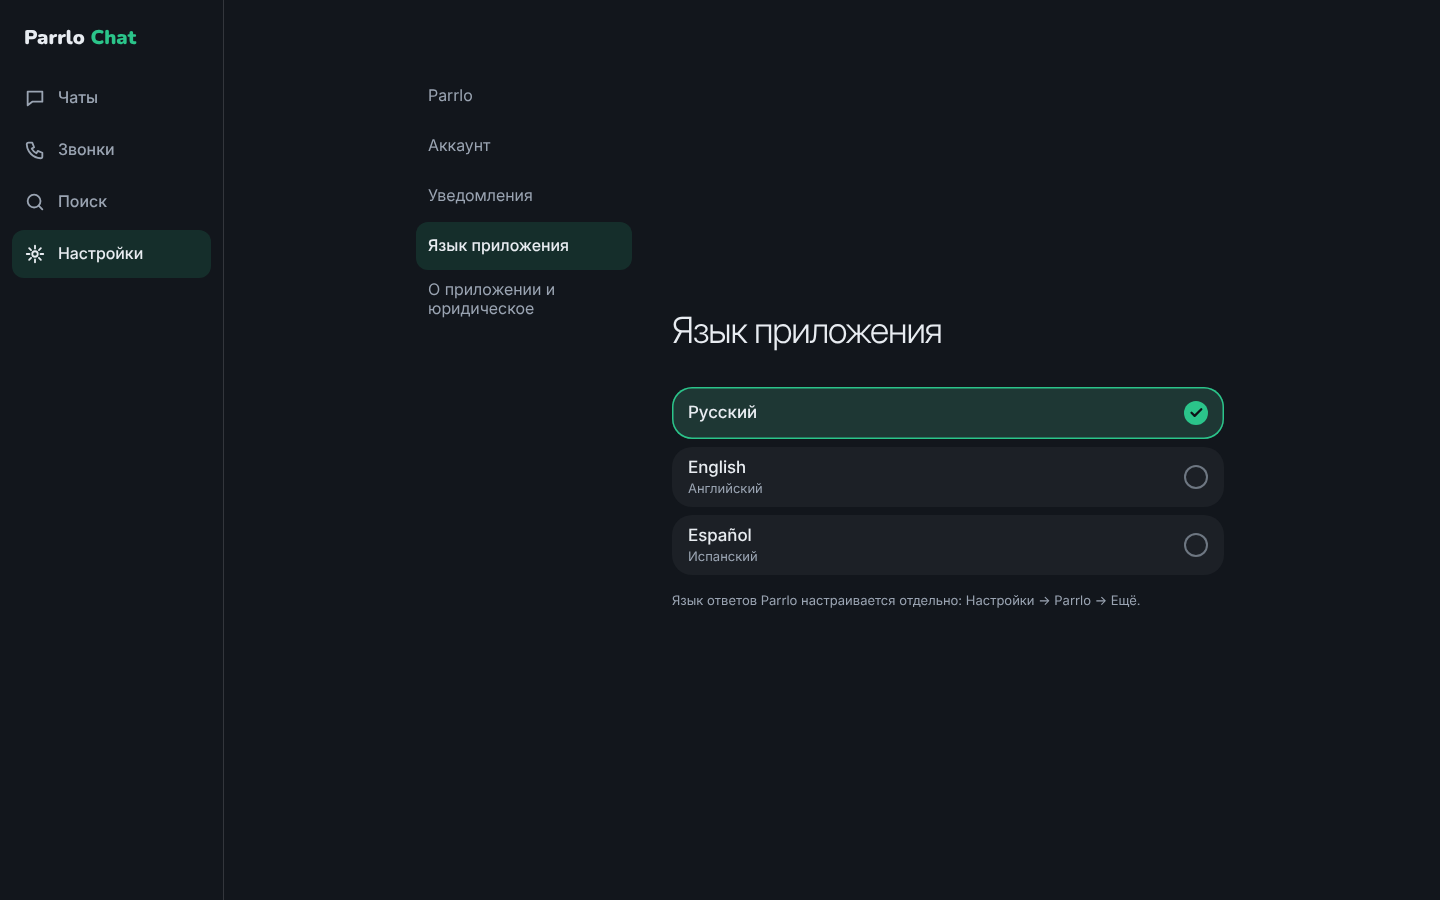 Parrlo Chat
Чаты
Звонки
Поиск
Настройки
Parrlo
Аккаунт
Уведомления
Язык приложения
О приложении и
юридическое
Язык приложения
Русский
English
Английский
Español
Испанский
Язык ответов Parrlo настраивается отдельно: Настройки → Parrlo → Ещё.